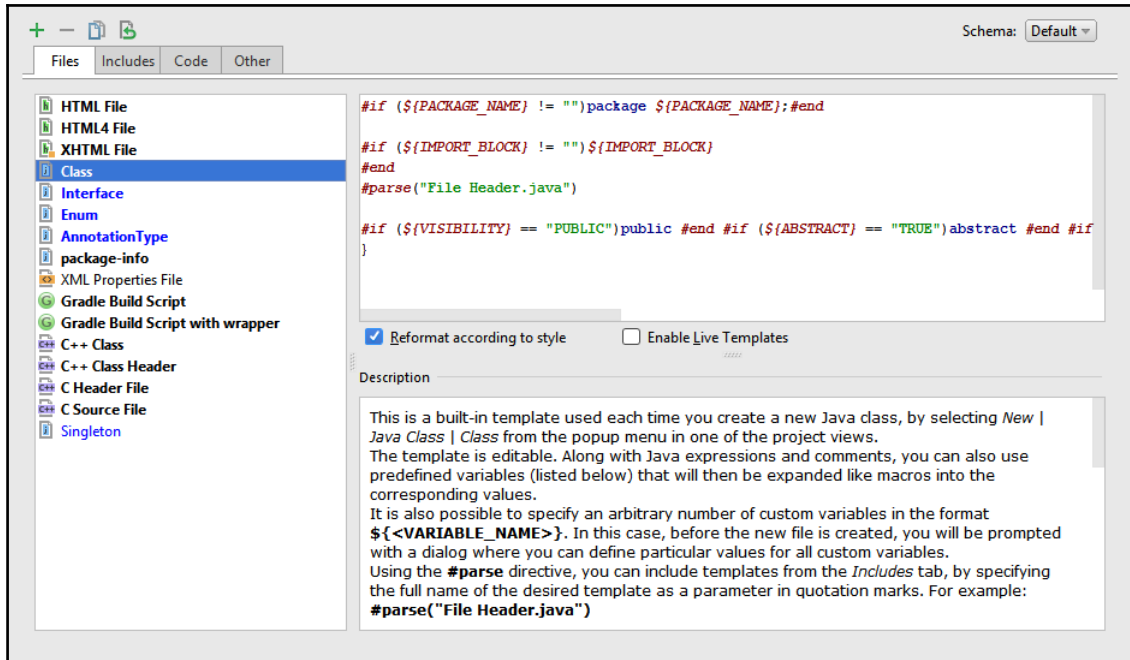 Schema: Default
Files Includes Code Other
HTML File
HTML4 File
XHTML File
Class
Interface
Enum
AnnotationType
package-info
XML Properties File
Gradle Build Script
Gradle Build Script with wrapper
C++ Class
C++ Class Header
C Header File
C Source File
Singleton
#if (${PACKAGE_NAME} != "")package ${PACKAGE_NAME};#end
#if (${IMPORT_BLOCK} != "")${IMPORT_BLOCK}
#end
#parse("File Header.java")
#if (${VISIBILITY} == "PUBLIC")public #end #if (${ABSTRACT} == "TRUE")abstract #end #if
}
Reformat according to style Enable Live Templates
Description
This is a built-in template used each time you create a new Java class, by selecting New |
Java Class | Class from the popup menu in one of the project views.
The template is editable. Along with Java expressions and comments, you can also use
predefined variables (listed below) that will then be expanded like macros into the
corresponding values.
It is also possible to specify an arbitrary number of custom variables in the format
${<VARIABLE_NAME>}. In this case, before the new file is created, you will be prompted
with a dialog where you can define particular values for all custom variables.
Using the #parse directive, you can include templates from the Includes tab, by specifying
the full name of the desired template as a parameter in quotation marks. For example:
#parse("File Header.java")